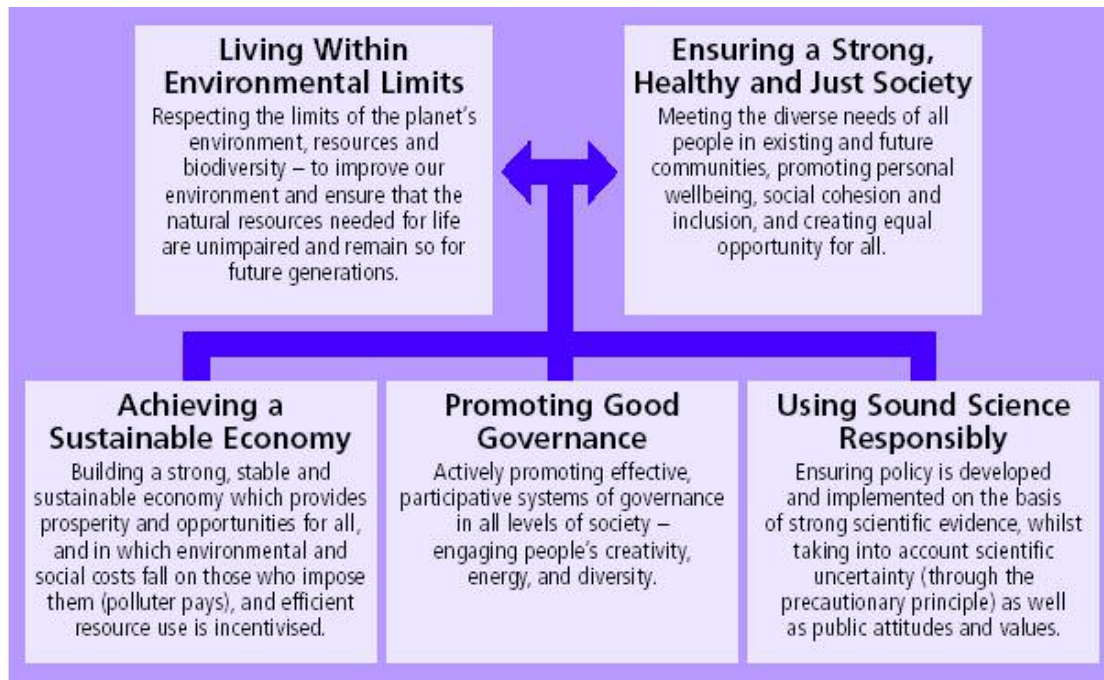 Living Within
Environmental Limits
Respecting the limits of the planet's
environment, resources and
biodiversity – to improve our
environment and ensure that the
natural resources needed for life
are unimpaired and remain so for
future generations.
Ensuring a Strong,
Healthy and Just Society
Meeting the diverse needs of all
people in existing and future
communities, promoting personal
wellbeing, social cohesion and
inclusion, and creating equal
opportunity for all.
Achieving a
Sustainable Economy
Building a strong, stable and
sustainable economy which provides
prosperity and opportunities for all,
and in which environmental and
social costs fall on those who impose
them (polluter pays), and efficient
resource use is incentivised.
Promoting Good
Governance
Actively promoting effective,
participative systems of governance
in all levels of society –
engaging people's creativity,
energy, and diversity.
Using Sound Science
Responsibly
Ensuring policy is developed
and implemented on the basis
of strong scientific evidence, whilst
taking into account scientific
uncertainty (through the
precautionary principle) as well
as public attitudes and values.